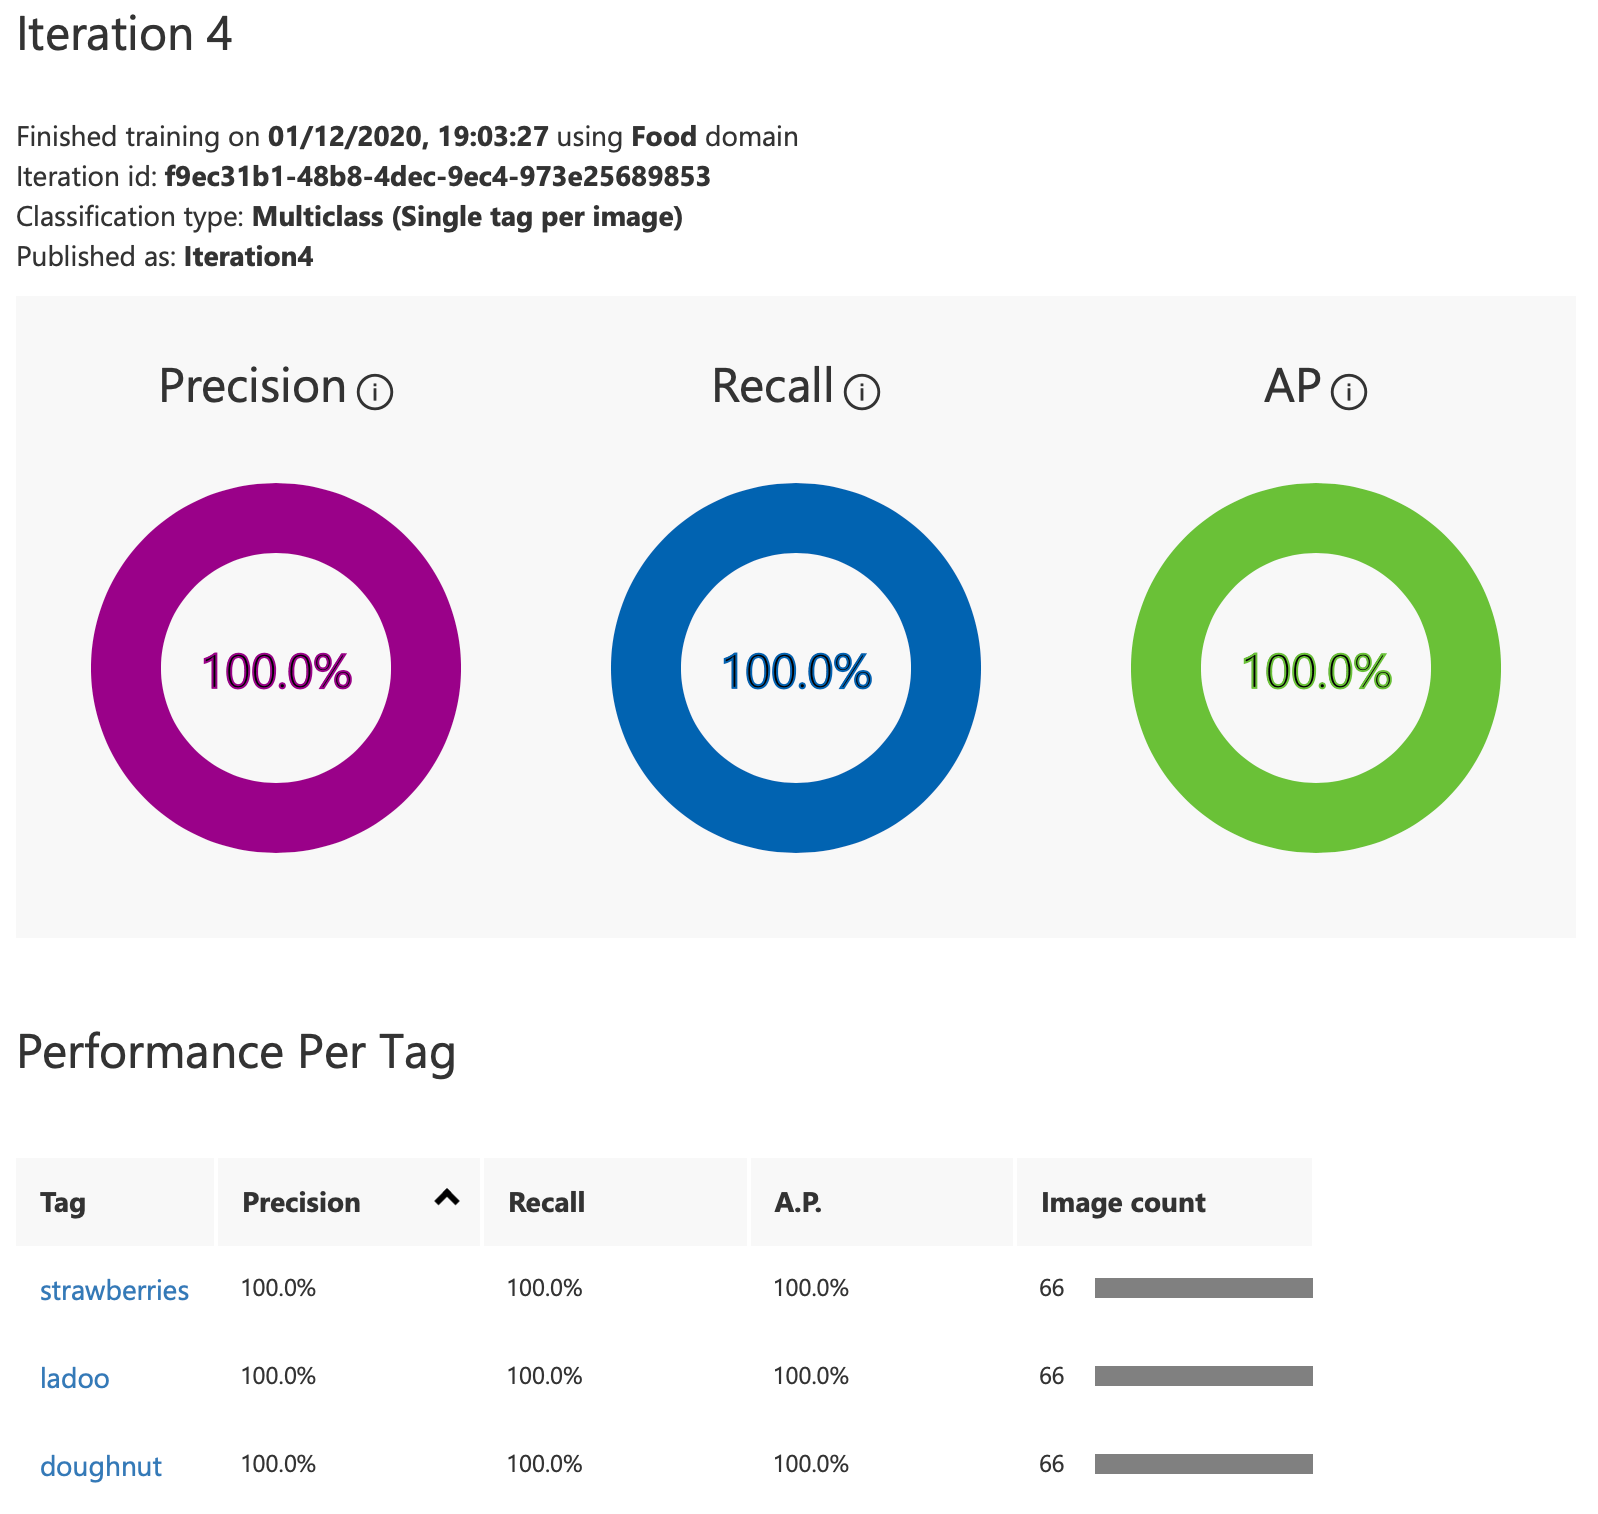 Iteration 4
Finished training on 01/12/2020, 19:03:27 using Food domain
Iteration id: f9ec31b1-48b8-4dec-9ec4-973e25689853
Classification type: Multiclass (Single tag per image)
Published as: Iteration4
Precision i Recall i AP i
100.0% 100.0% 100.0%
Performance Per Tag
Tag Precision Recall A.P. Image count
strawberries 100.0% 100.0% 100.0% 66
ladoo 100.0% 100.0% 100.0% 66
doughnut 100.0% 100.0% 100.0% 66